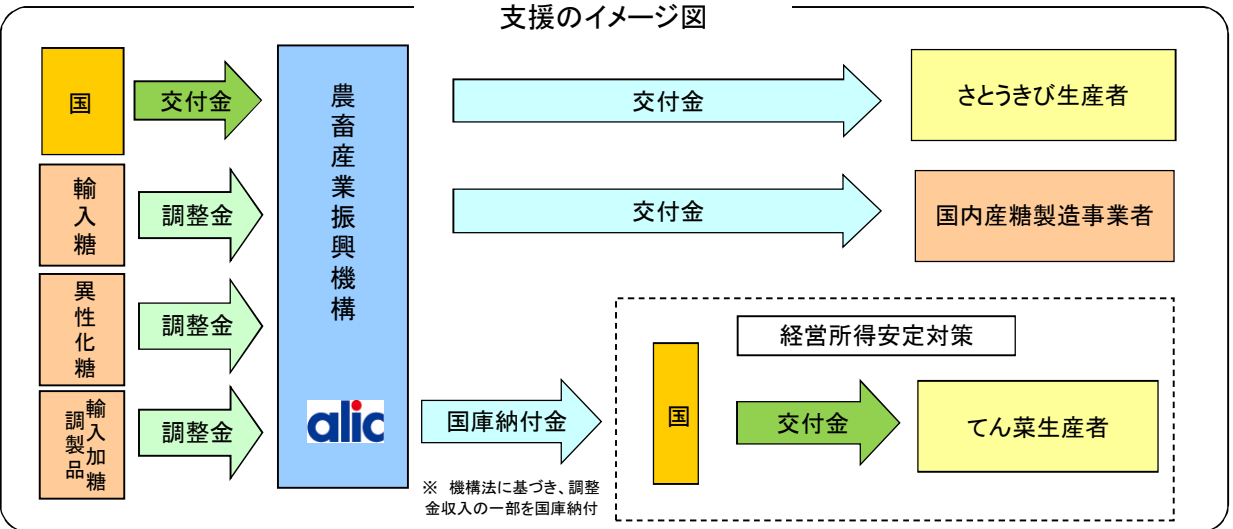 支援のイメージ図
国
交付金
農畜産業振興機構
交付金
さとうきび生産者
輸入糖
調整金
交付金
国内産糖製造事業者
異性化糖
調整金
経営所得安定対策
輸入加糖
調製品
調整金
alic
国庫納付金
国
交付金
てん菜生産者
※ 機構法に基づき、調整
金収入の一部を国庫納付